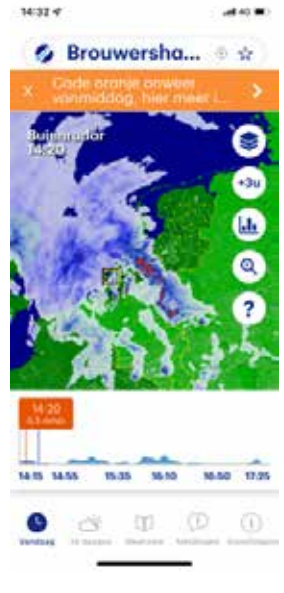 14:32
4G
Brouwersha...
X Code oranje onweer
vanmiddag, hier meer i...
Buienradar
14:20
+3u
?
14:20
14:15 14:55 15:35 16:10 16:50 17:25
Vandaag